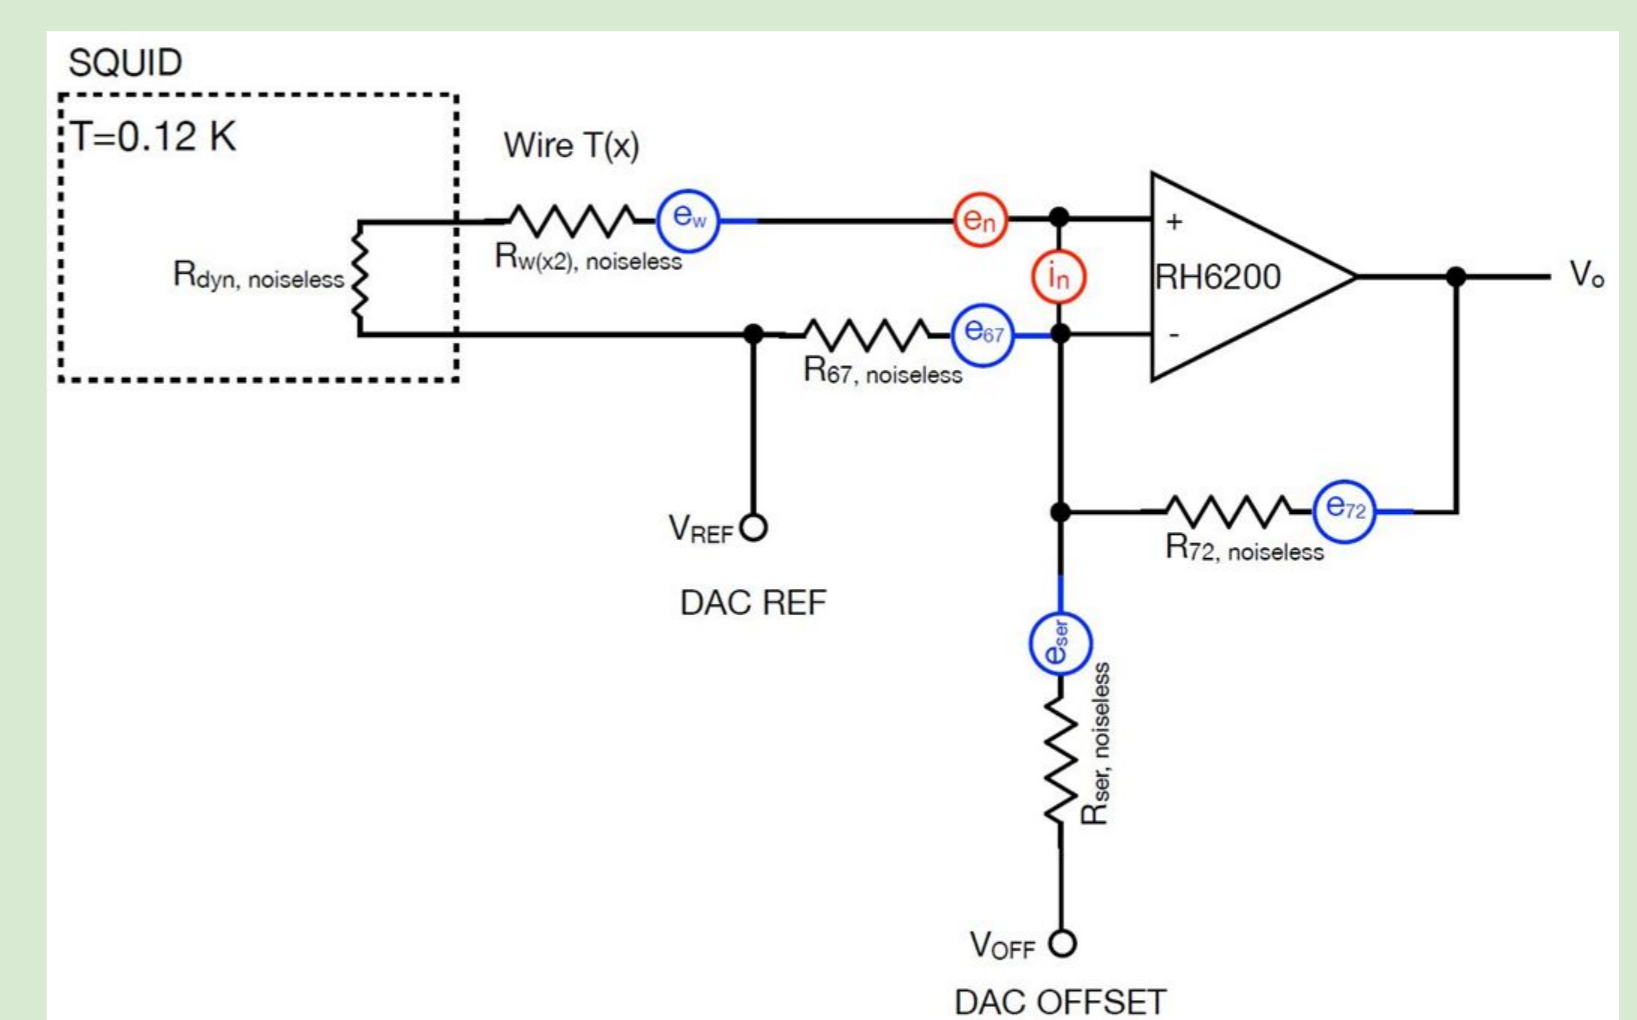 SQUID
T=0.12 K
Wire T(x)
ew
en
+
Rw(x2), noiseless
Rdyn, noiseless
in
RH6200
Vo
e67
-
R67, noiseless
VREF
e72
R72, noiseless
DAC REF
eser
Rser, noiseless
VOFF
DAC OFFSET